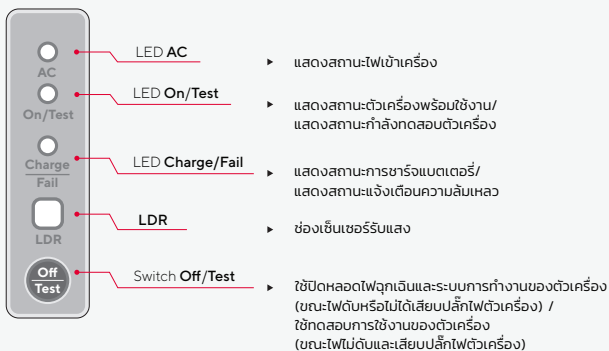 AC
On/Test
Charge
Fail
LDR
Off
Test
LED AC
▶ แสดงสถานะไฟเข้าเครื่อง
LED On/Test
▶ แสดงสถานะตัวเครื่องพร้อมใช้งาน/
แสดงสถานะกำลังทดสอบตัวเครื่อง
LED Charge/Fail
▶ แสดงสถานะการชาร์จแบตเตอรี่/
แสดงสถานะแจ้งเตือนความล้มเหลว
LDR
▶ ช่องเซ็นเซอร์รับแสง
Switch Off/Test
▶ ใช้ปิดหลอดไฟฉุกเฉินและระบบการทำงานของตัวเครื่อง
(ขณะไฟดับหรือไม่ได้เสียบปลั๊กไฟตัวเครื่อง) /
ใช้ทดสอบการใช้งานของตัวเครื่อง
(ขณะไฟไม่ดับและเสียบปลั๊กไฟตัวเครื่อง)